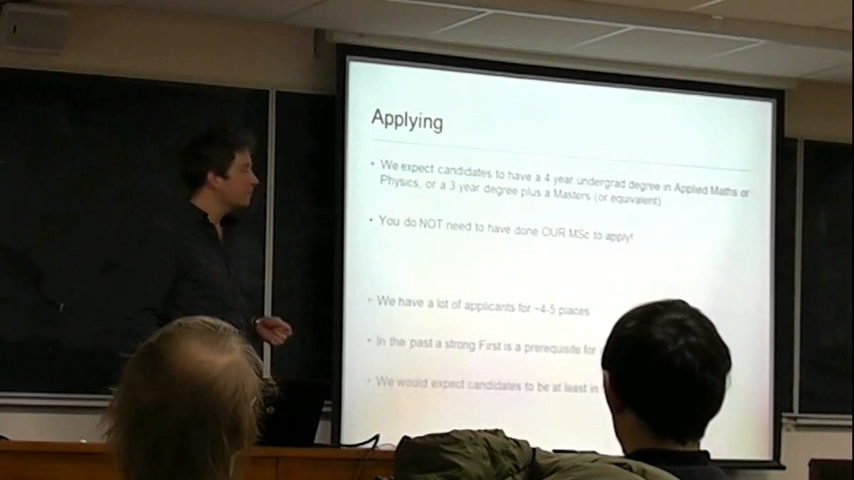 Applying
• We expect candidates to have a 4 year undergrad degree in Applied Maths or
Physics, or a 3 year degree plus a Masters (or equivalent)
• You do NOT need to have done OUR MSc to apply!
• We have a lot of applicants for ~4-5 places
• In the past a strong First is a prerequisite for
• We would expect candidates to be at least in